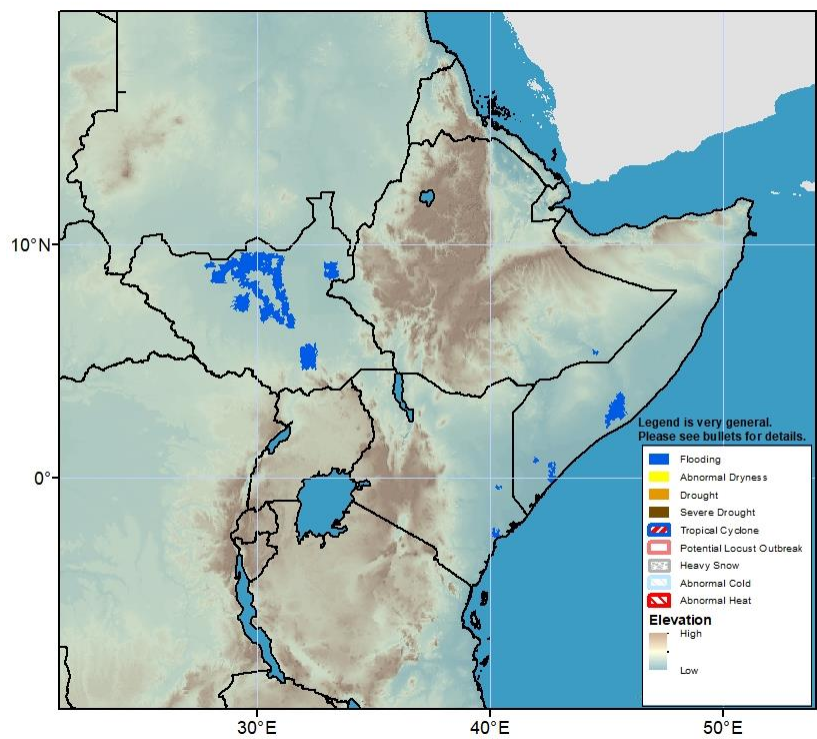 10°N
0°
30°E
40°E
50°E
Legend is very general.
Please see bullets for details.
Flooding
Abnormal Dryness
Drought
Severe Drought
Tropical Cyclone
Potential Locust Outbreak
Heavy Snow
Abnormal Cold
Abnormal Heat
Elevation
High
Low